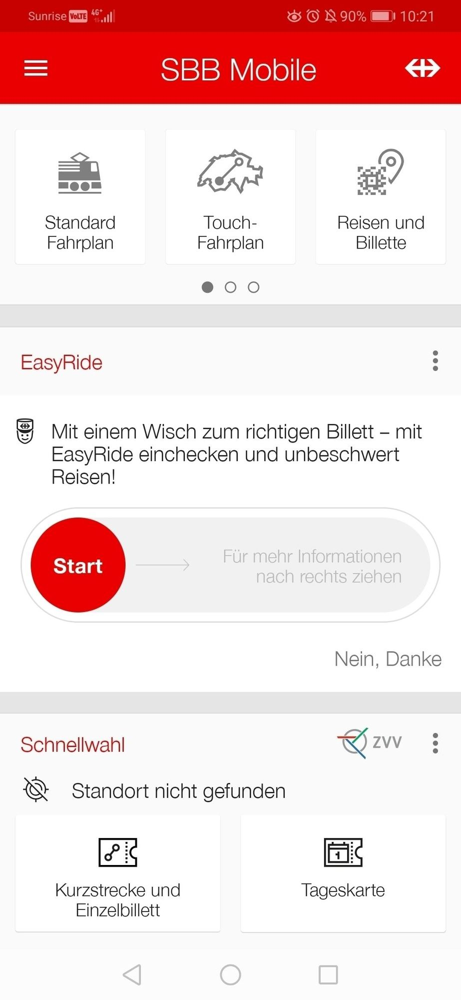 Sunrise VoLTE 4G+ 90% 10:21
SBB Mobile
Standard
Fahrplan
Touch-
Fahrplan
Reisen und
Billette
EasyRide
Mit einem Wisch zum richtigen Billett – mit
EasyRide einchecken und unbeschwert
Reisen!
Start
Für mehr Informationen
nach rechts ziehen
Nein, Danke
Schnellwahl
ZVV
Standort nicht gefunden
1
Kurzstrecke und
Einzelbillett
Tageskarte